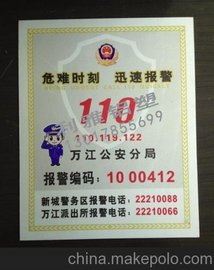 危难时刻 迅速报警
110
110.119.122
万江公安分局
报警编码：10 00412
新城警务区报警电话：22210088
万江派出所报警电话：22210066
china.makepolo.com